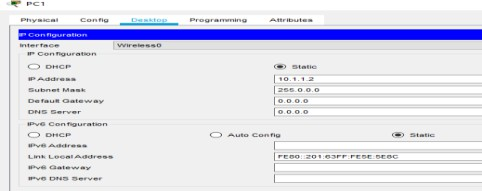 PC1
Physical Config Desktop Programming Attributes
IP Configuration
Interface Wireless0
IP Configuration
DHCP Static
IP Address 10.1.1.2
Subnet Mask 255.0.0.0
Default Gateway 0.0.0.0
DNS Server 0.0.0.0
IPv6 Configuration
DHCP Auto Config Static
IPv6 Address
Link Local Address FE80::201:63FF:FE5E:5E8C
IPv6 Gateway
IPv6 DNS Server